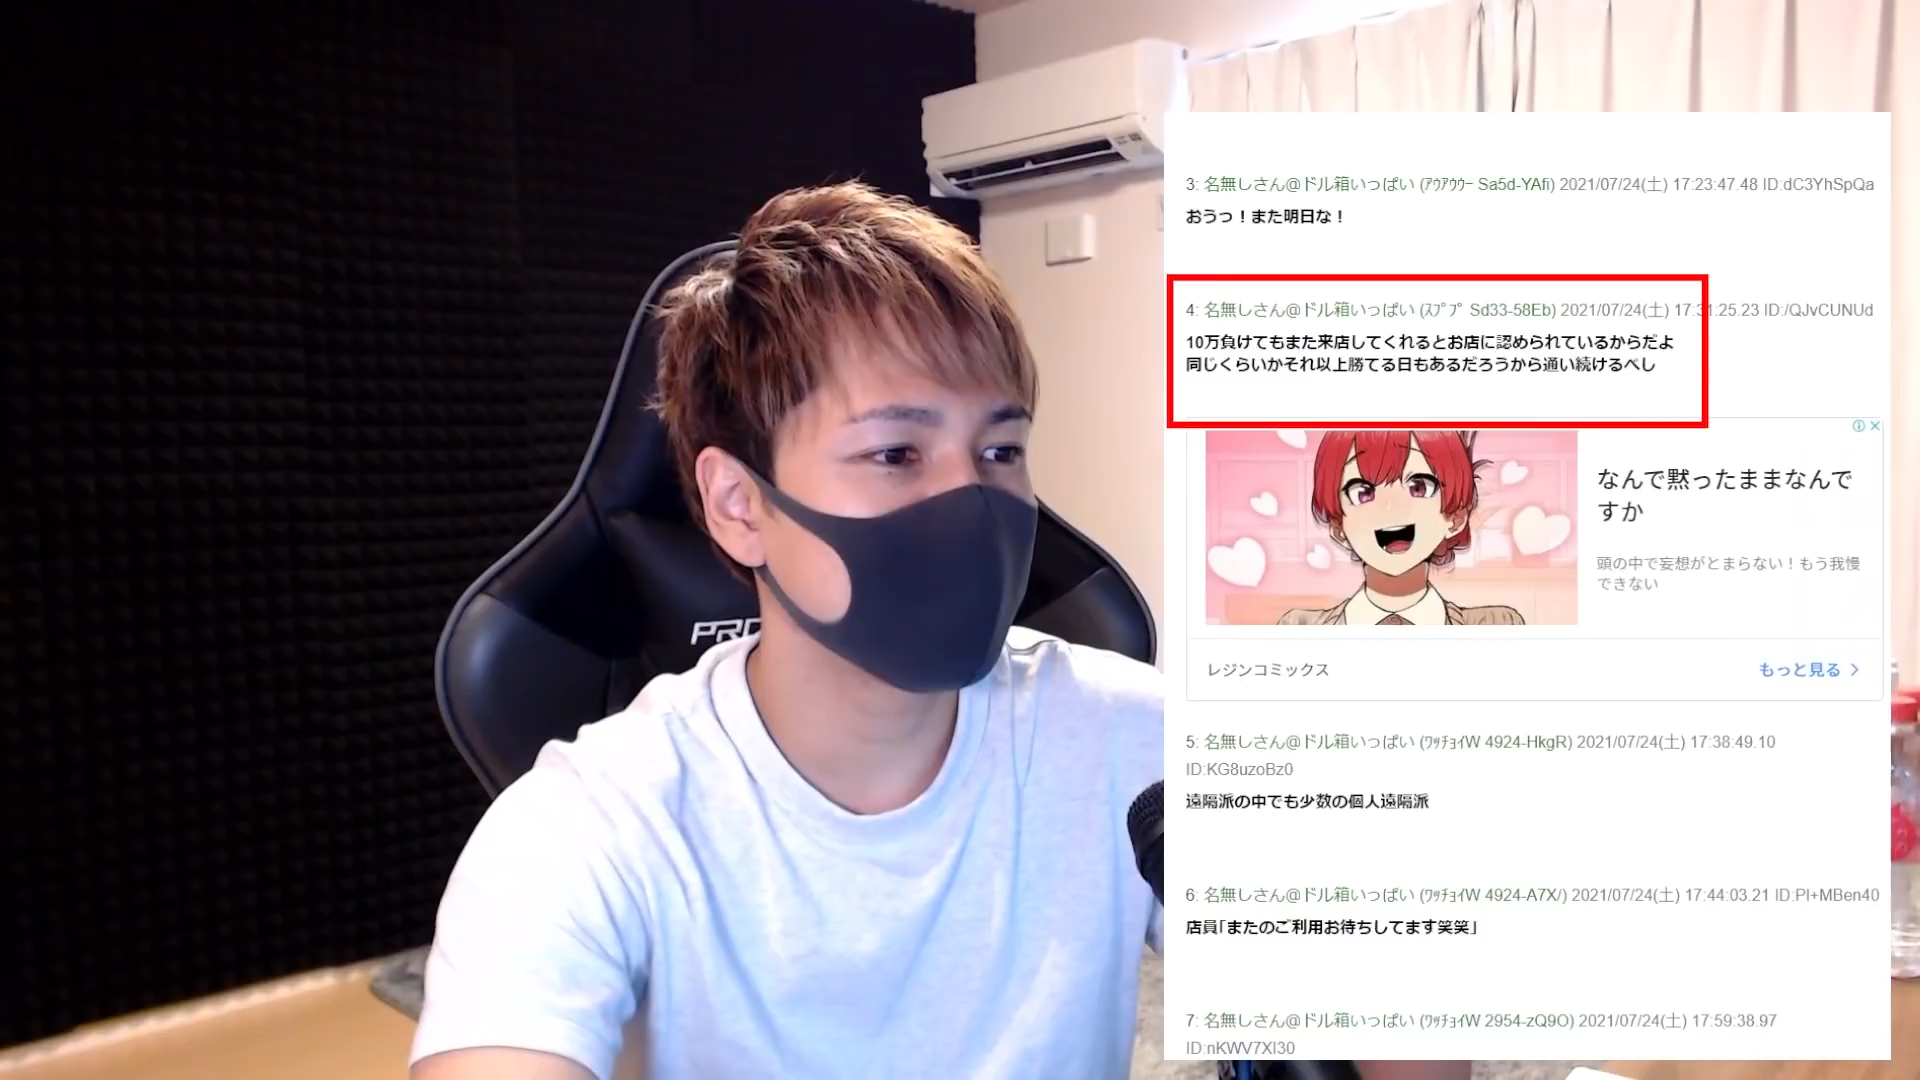 3: 名無しさん@ドル箱いっぱい (ｱｳｱｳｳｰ Sa5d-YAfi) 2021/07/24(土) 17:23:47.48 ID:dC3YhSpQa
おうっ！また明日な！
4: 名無しさん@ドル箱いっぱい (ｽﾌﾟﾌﾟ Sd33-58Eb) 2021/07/24(土) 17:31:25.23 ID:/QJvCUNUd
10万負けてもまた来店してくれるとお店に認められているからだよ
同じくらいかそれ以上勝てる日もあるだろうから通い続けるべし
なんで黙ったままなんで
すか
頭の中で妄想がとまらない！もう我慢
できない
レジンコミックス
もっと見る
5: 名無しさん@ドル箱いっぱい (ﾜｯﾁｮｲW 4924-HkgR) 2021/07/24(土) 17:38:49.10
ID:KG8uzoBz0
遠隔派の中でも少数の個人遠隔派
6: 名無しさん@ドル箱いっぱい (ﾜｯﾁｮｲW 4924-A7X/) 2021/07/24(土) 17:44:03.21 ID:PI+MBen40
店員｢またのご利用お待ちしてます笑笑｣
7: 名無しさん@ドル箱いっぱい (ﾜｯﾁｮｲW 2954-zQ9O) 2021/07/24(土) 17:59:38.97
ID:nKWV7XI30
PRO